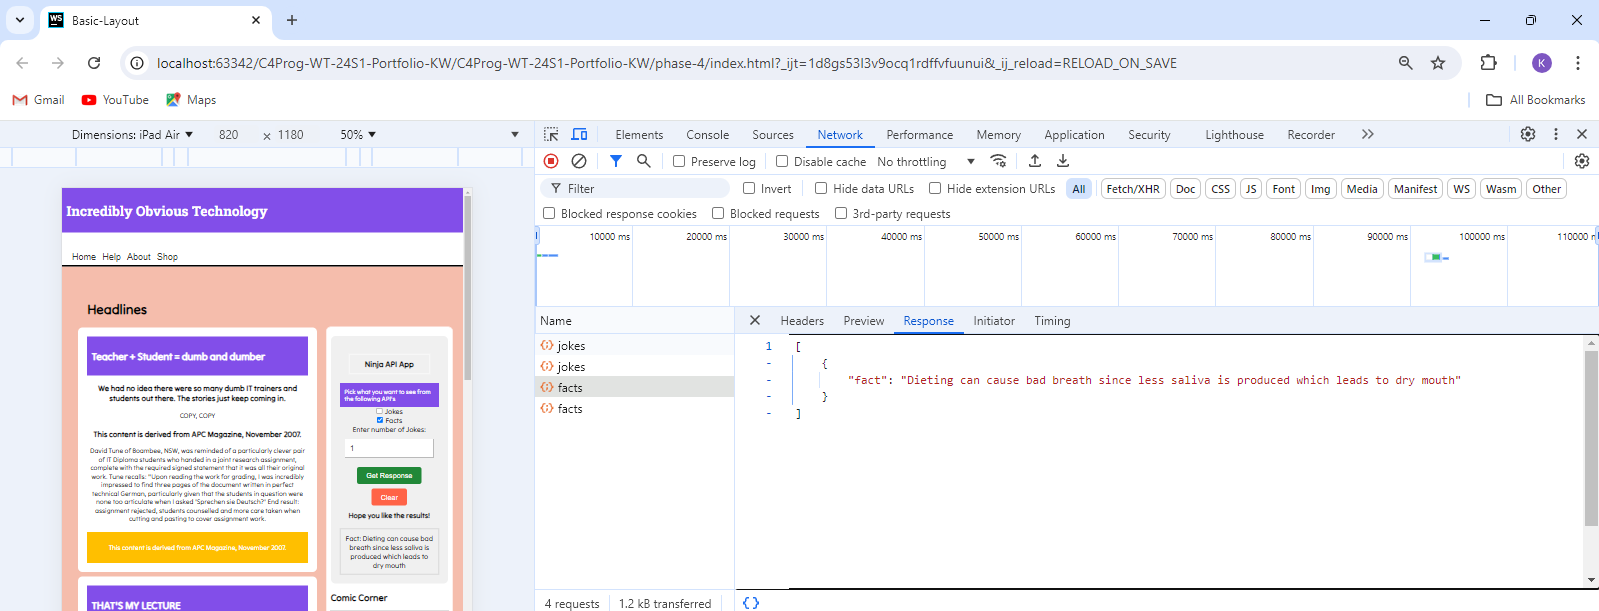 Basic-Layout
localhost:63342/C4Prog-WT-24S1-Portfolio-KW/C4Prog-WT-24S1-Portfolio-KW/phase-4/index.html?_ijt=1d8gs53l3v9ocq1rdffvfuunui&_ij_reload=RELOAD_ON_SAVE
K
Gmail YouTube Maps All Bookmarks
Dimensions: iPad Air 820 x 1180 50%
Elements Console Sources Network Performance Memory Application Security Lighthouse Recorder
Preserve log Disable cache No throttling
Filter Invert Hide data URLs Hide extension URLs All Fetch/XHR Doc CSS JS Font Img Media Manifest WS Wasm Other
Blocked response cookies Blocked requests 3rd-party requests
10000 ms 20000 ms 30000 ms 40000 ms 50000 ms 60000 ms 70000 ms 80000 ms 90000 ms 100000 ms 110000
Name
jokes
jokes
facts
facts
Headers Preview Response Initiator Timing
1 [
- {
- "fact": "Dieting can cause bad breath since less saliva is produced which leads to dry mouth"
- }
- ]
4 requests 1.2 kB transferred
Incredibly Obvious Technology
Home Help About Shop
Headlines
Teacher + Student = dumb and dumber
We had no idea there were so many dumb IT trainers and
students out there. The stories just keep coming in.
COPY, COPY
This content is derived from APC Magazine, November 2007.
David Tune of Boambee, NSW, was reminded of a particularly clever pair
of IT Diploma students who handed in a joint research assignment,
complete with the required signed statement that it was all their original
work. Tune recalls: "Upon reading the work for grading, I was incredibly
impressed to find three pages of the document written in perfect
technical German, particularly given that the students in question were
none too articulate when I asked 'Sprechen sie Deutsch?' End result:
assignment rejected, students counselled and more care taken when
cutting and pasting to cover assignment work.
This content is derived from APC Magazine, November 2007.
THAT'S MY LECTURE
Ninja API App
Pick what you want to see from
the following API's
Jokes
Facts
Enter number of Jokes:
1
Get Response
Clear
Hope you like the results!
Fact: Dieting can cause bad
breath since less saliva is
produced which leads to
dry mouth
Comic Corner